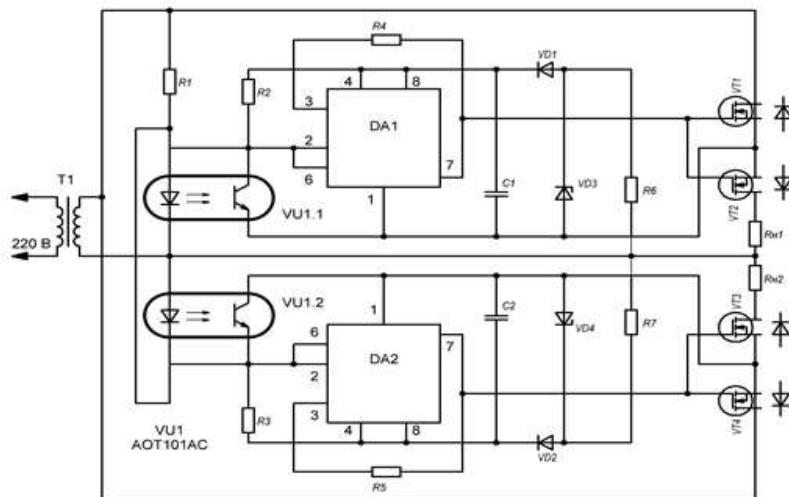 R4
R1
R2
4
8
VD1
VT1
3
DA1
2
6
7
1
T1
VU1.1
C1
VD3
R6
VT2
220 В
Rн1
Rн2
VU1.2
1
C2
VT3
6
7
VD4
R7
DA2
2
3
R3
4
8
VD2
VT4
VU1
АОТ101АС
R5